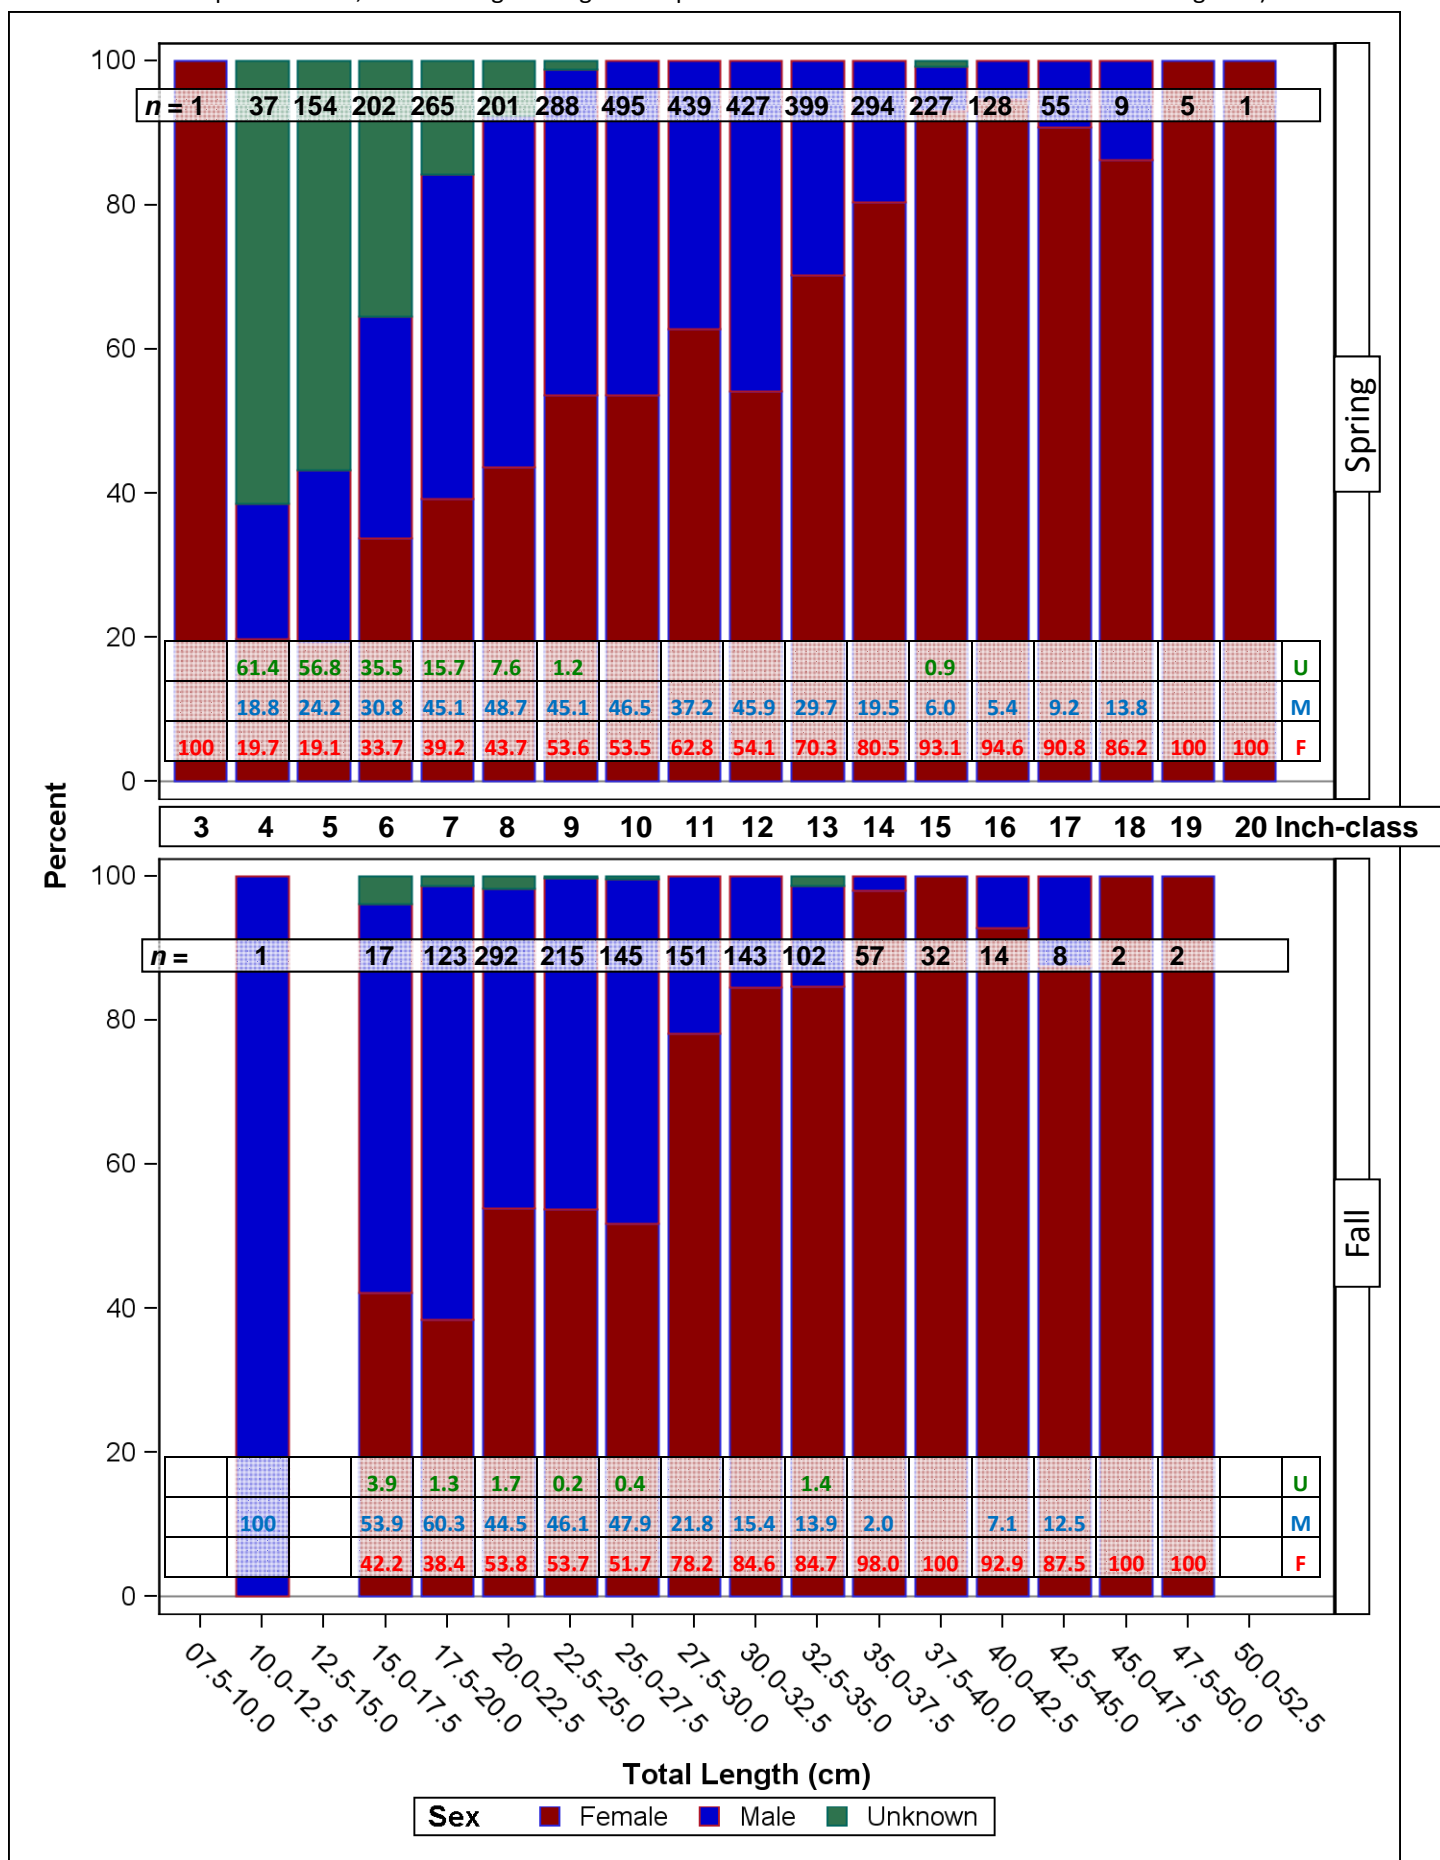 100
n = 1 37 154 202 265 201 288 495 439 427 399 294 227 128 55 9 5 1
80
60
Spring
40
20
61.4 56.8 35.5 15.7 7.6 1.2 0.9 U
18.8 24.2 30.8 45.1 48.7 45.1 46.5 37.2 45.9 29.7 19.5 6.0 5.4 9.2 13.8 M
100 19.7 19.1 33.7 39.2 43.7 53.6 53.5 62.8 54.1 70.3 80.5 93.1 94.6 90.8 86.2 100 100 F
0
Percent
3 4 5 6 7 8 9 10 11 12 13 14 15 16 17 18 19 20 Inch-class
100
n = 1 17 123 292 215 145 151 143 102 57 32 14 8 2 2
80
60
Fall
40
20
3.9 1.3 1.7 0.2 0.4 1.4 U
100 53.9 60.3 44.5 46.1 47.9 21.8 15.4 13.9 2.0 7.1 12.5 M
42.2 38.4 53.8 53.7 51.7 78.2 84.6 84.7 98.0 100 92.9 87.5 100 100 F
0
07.5-10.0 10.0-12.5 12.5-15.0 15.0-17.5 17.5-20.0 20.0-22.5 22.5-25.0 25.0-27.5 27.5-30.0 30.0-32.5 32.5-35.0 35.0-37.5 37.5-40.0 40.0-42.5 42.5-45.0 45.0-47.5 47.5-50.0 50.0-52.5
Total Length (cm)
Sex Female Male Unknown